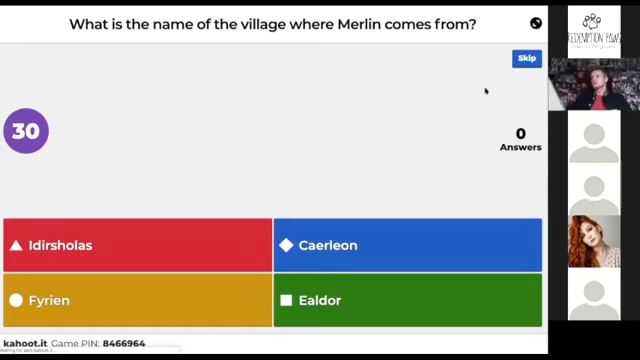 What is the name of the village where Merlin comes from?
Skip
30
0
Answers
Idirsholas
Caerleon
Fyrien
Ealdor
kahoot.it Game PIN: 8466964
REDEMPTION PAWS